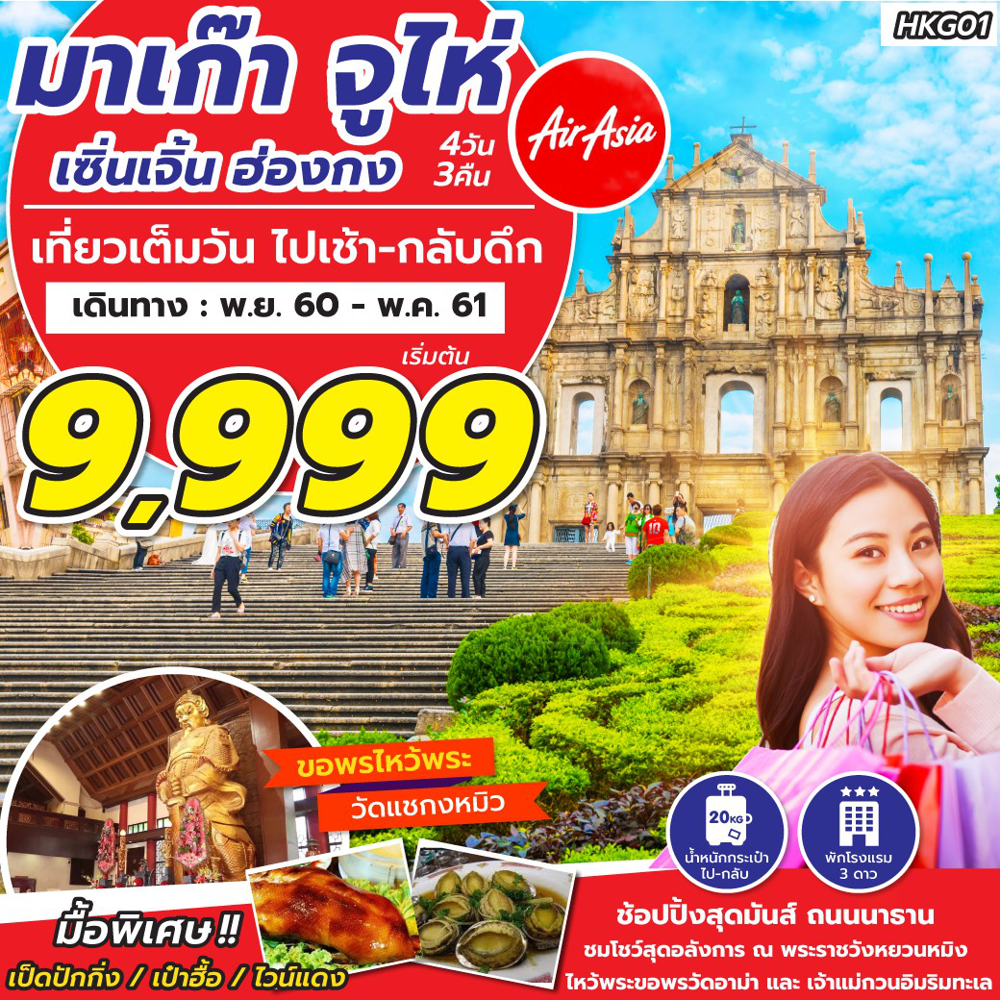 HKG01
มาเก๊า จูไห่
เซิ่นเจิ้น ฮ่องกง
4วัน
3คืน
AirAsia
เที่ยวเต็มวัน ไปเช้า-กลับดึก
เดินทาง : พ.ย. 60 - พ.ค. 61
เริ่มต้น
9,999
10
ขอพรไหว้พระ
วัดแชกงหมิว
20KG
น้ำหนักกระเป๋า
ไป-กลับ
พักโรงแรม
3 ดาว
มื้อพิเศษ !!
เป็ดปักกิ่ง / เป๋าฮื้อ / ไวน์แดง
ช้อปปิ้งสุดมันส์ ถนนนาธาน
ชมโชว์สุดอลังการ ณ พระราชวังหยวนหมิง
ไหว้พระขอพรวัดอาม่า และ เจ้าแม่กวนอิมริมทะเล